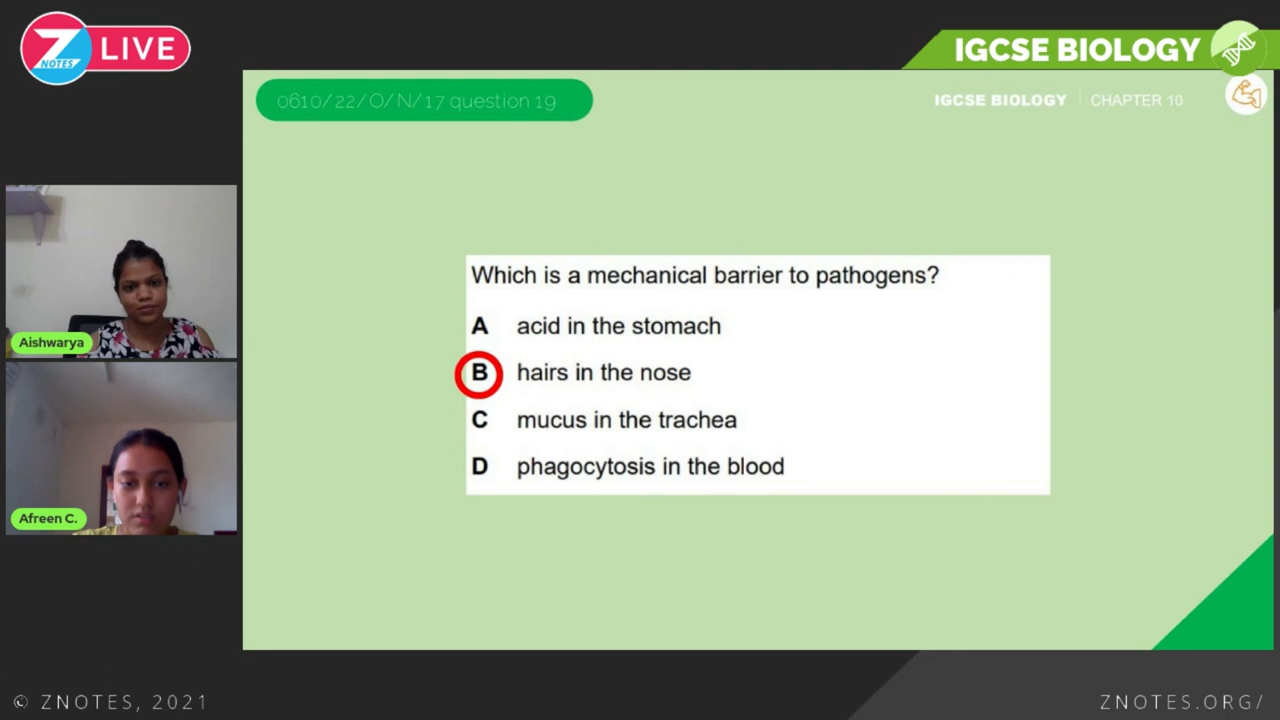 Z NOTES LIVE
IGCSE BIOLOGY
0610/22/O/N/17 question 19
IGCSE BIOLOGY | CHAPTER 10
Which is a mechanical barrier to pathogens?
A acid in the stomach
B hairs in the nose
C mucus in the trachea
D phagocytosis in the blood
Aishwarya
Afreen C.
© ZNOTES, 2021
ZNOTES.ORG/